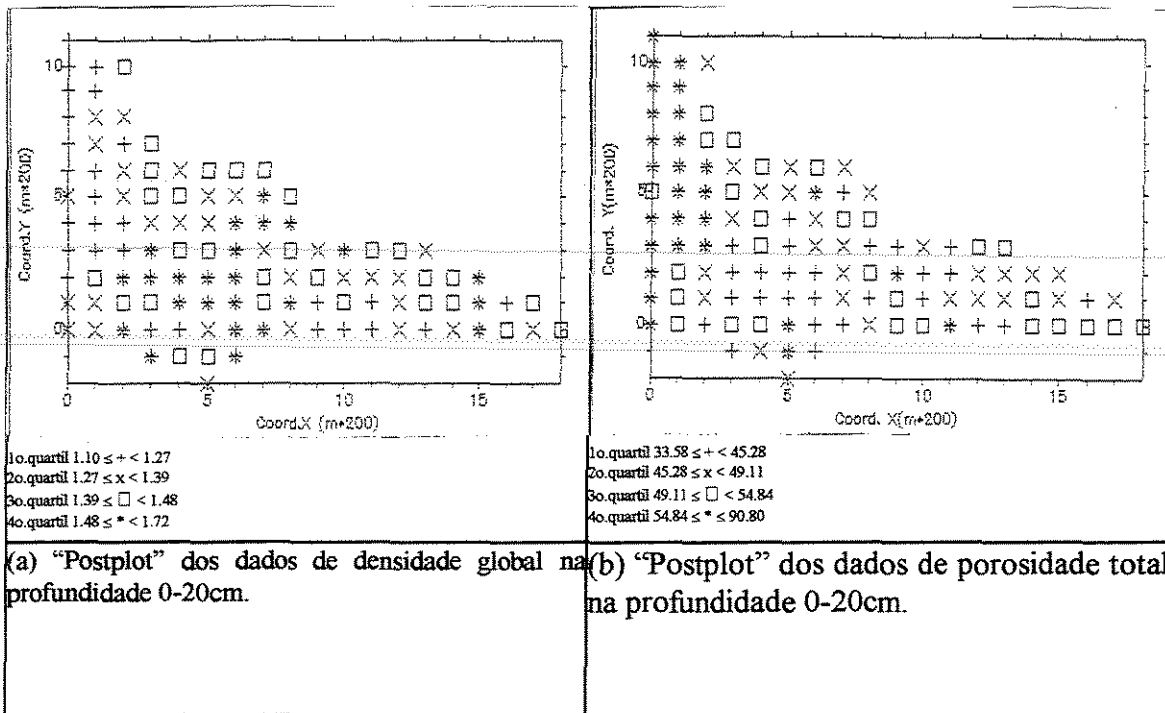 10
5
0
Coord.Y (m*200)
0 5 10 15
Coord.X (m*200)
1o.quartil 1.10 ≤ + < 1.27
2o.quartil 1.27 ≤ x < 1.39
3o.quartil 1.39 ≤ □ < 1.48
4o.quartil 1.48 ≤ * < 1.72
(a) “Postplot” dos dados de densidade global na
profundidade 0-20cm.
10
0
Coord. Y(m*200)
0 5 10 15
Coord. X(m*200)
1o.quartil 33.58 ≤ + < 45.28
2o.quartil 45.28 ≤ x < 49.11
3o.quartil 49.11 ≤ □ < 54.84
4o.quartil 54.84 ≤ * ≤ 90.80
(b) “Postplot” dos dados de porosidade total
na profundidade 0-20cm.